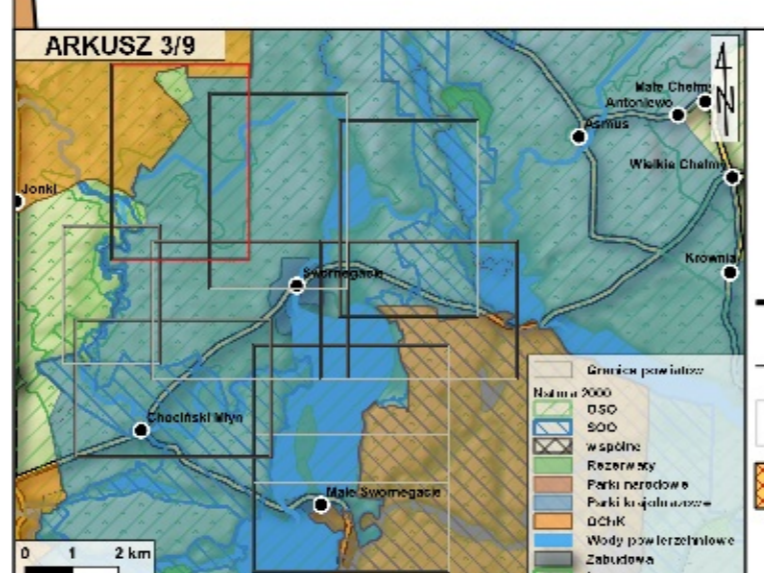 ARKUSZ 3/9
N
Małe Chełmy
Antoniewo
Asmus
Wielkie Chełmy
Jonki
Krownia
Swornegacie
Granice powiatów
Natura 2000
OSO
SOO
wspólne
Rezerwaty
Parki narodowe
Parki krajobrazowe
OChK
Wody powierzchniowe
Zabudowa
Chociński Młyn
Małe Swornegacie
0 1 2 km